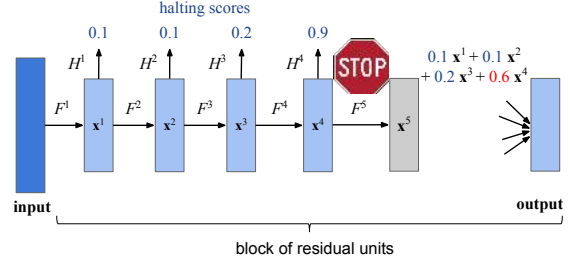 halting scores
0.1 0.1 0.2 0.9
H¹ H² H³ H⁴
STOP
0.1 x¹ + 0.1 x²
+ 0.2 x³ + 0.6 x⁴
F¹ F² F³ F⁴ F⁵
x¹ x² x³ x⁴ x⁵
input
output
block of residual units